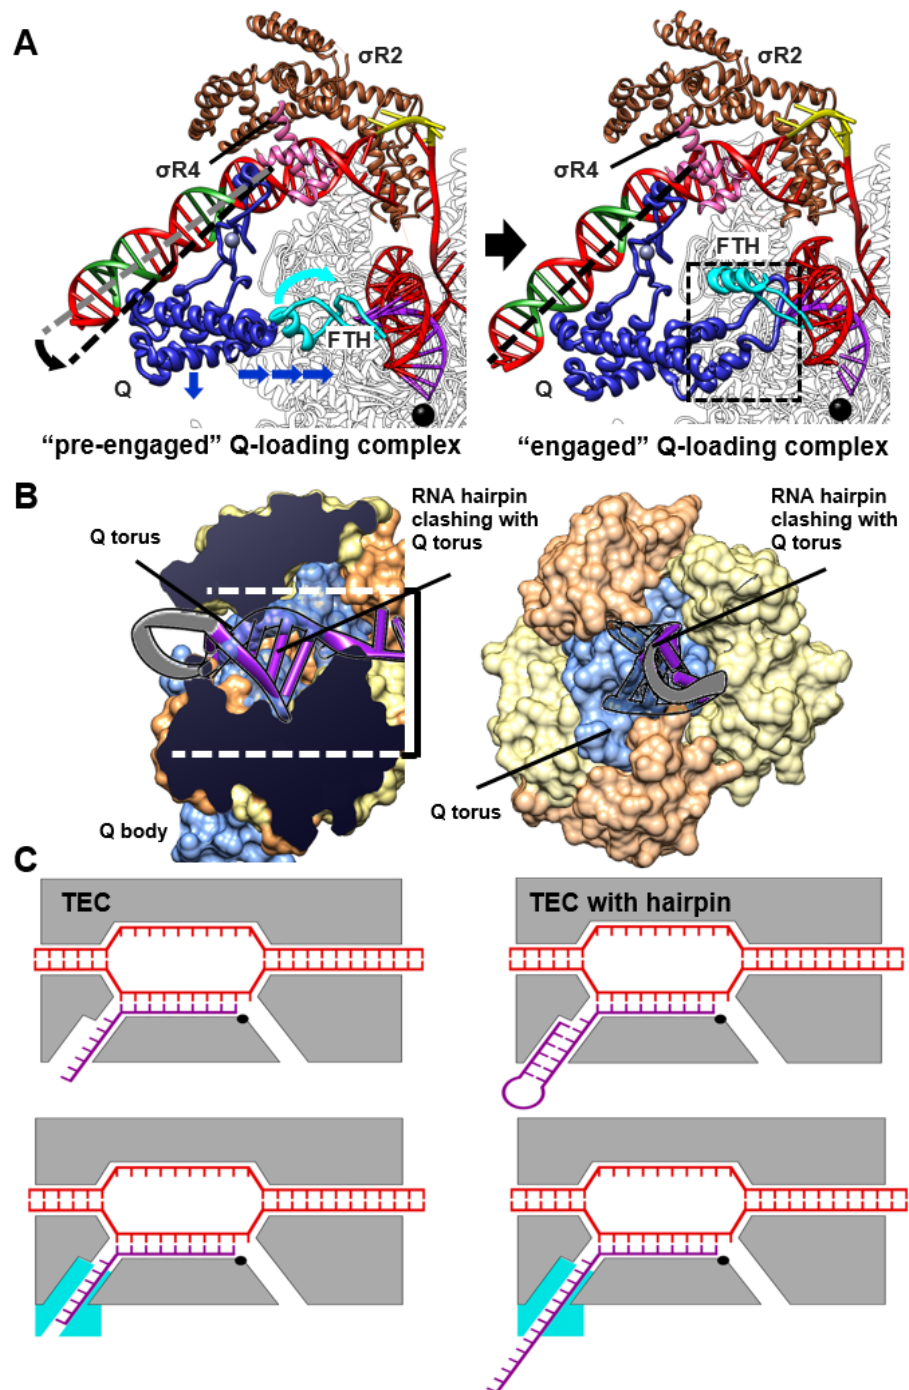 A
σR2
σR4
FTH
Q
“pre-engaged” Q-loading complex
σR2
σR4
FTH
Q
“engaged” Q-loading complex
B
Q torus
RNA hairpin
clashing with
Q torus
Q body
RNA hairpin
clashing with
Q torus
Q torus
C
TEC
TEC with hairpin